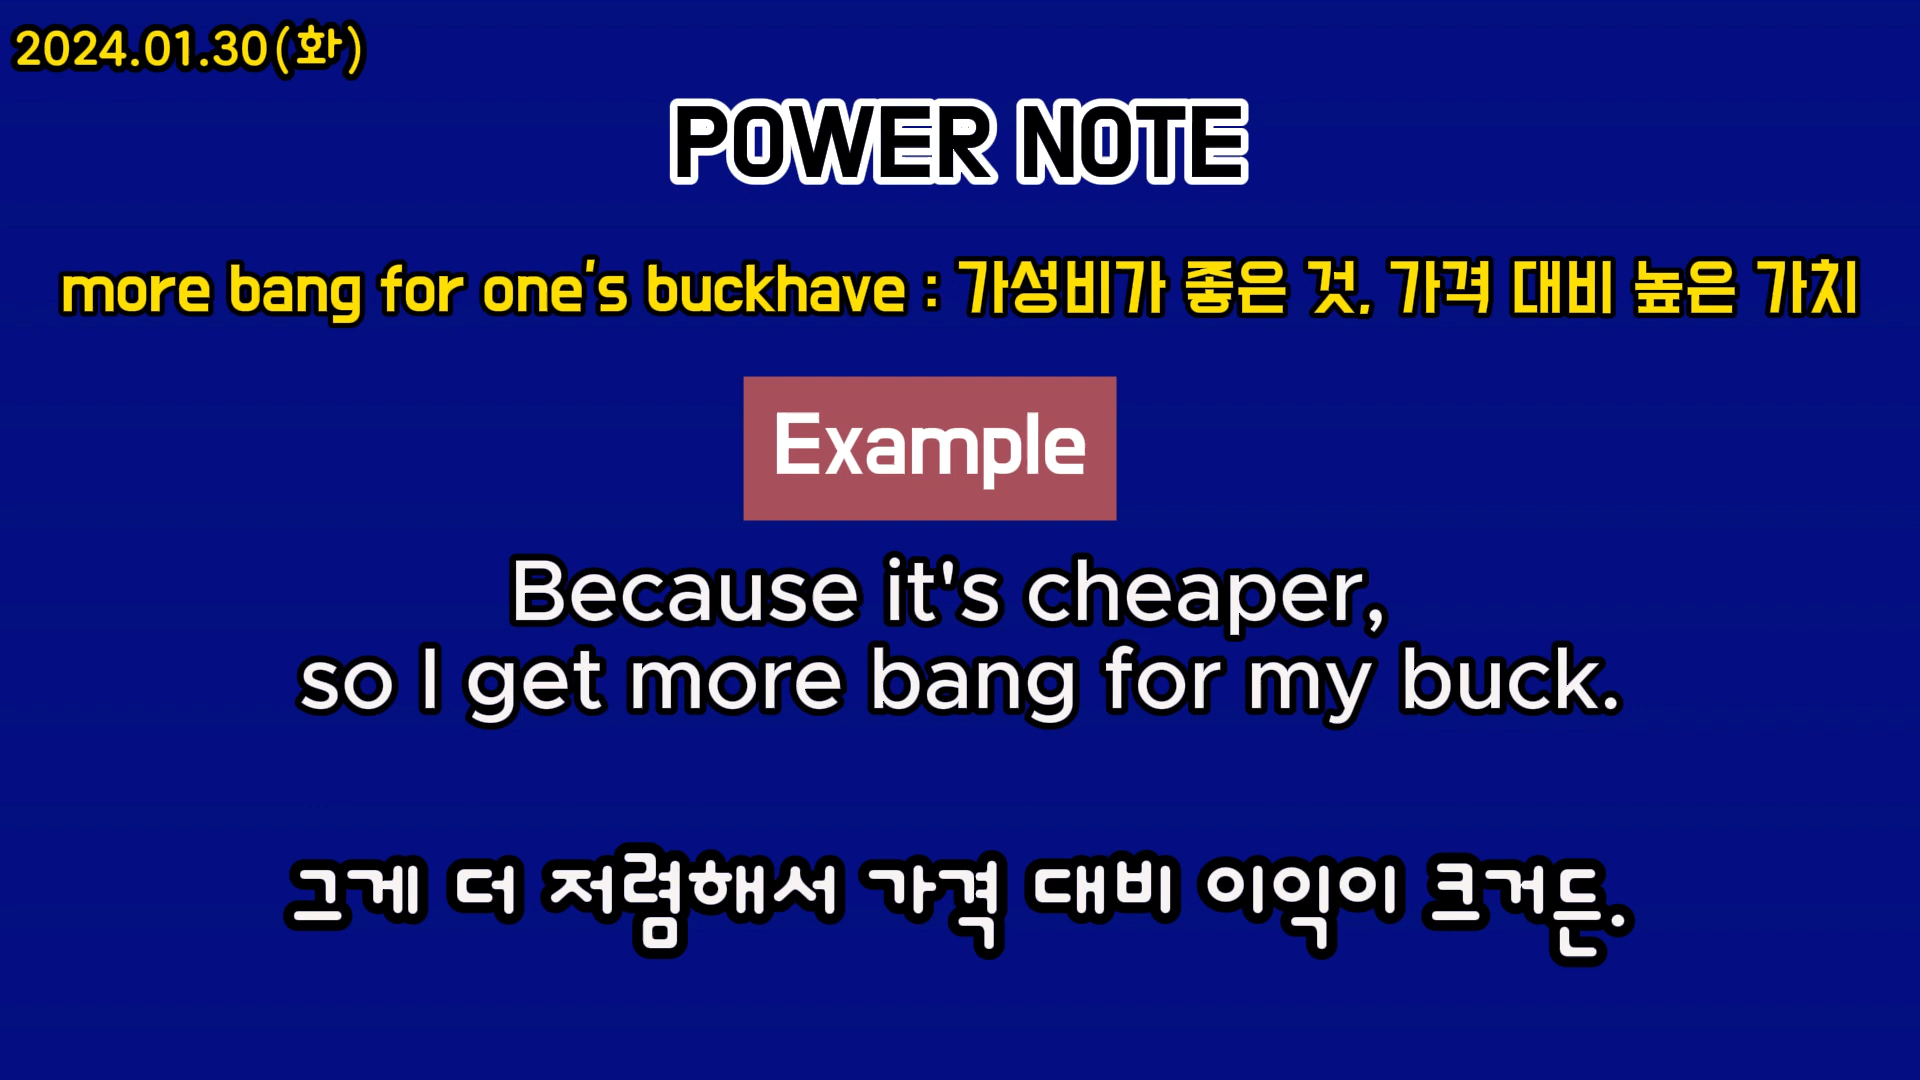 2024.01.30(화)
POWER NOTE
more bang for one's buckhave : 가성비가 좋은 것, 가격 대비 높은 가치
Example
Because it's cheaper,
so I get more bang for my buck.
그게 더 저렴해서 가격 대비 이익이 크거든.